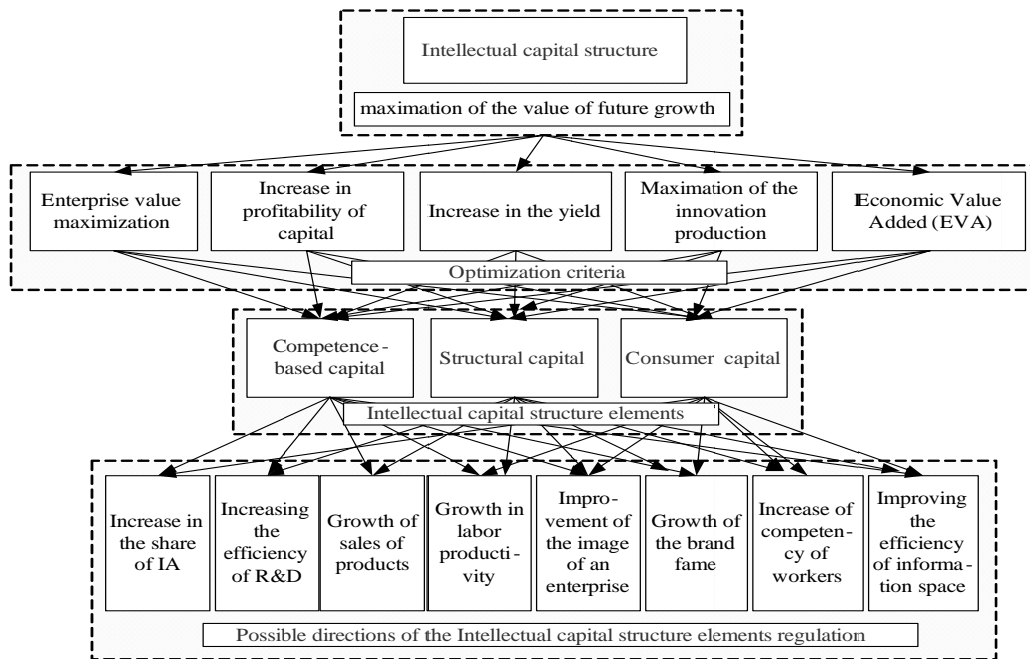 Intellectual capital structure
maximation of the value of future growth
Enterprise value
maximization
Increase in
profitability of
capital
Increase in the yield
Maximation of the
innovation
production
Economic Value
Added (EVA)
Optimization criteria
Competence-
based capital
Structural capital
Consumer capital
Intellectual capital structure elements
Increase in
the share
of IA
Increasing
the
efficiency
of R&D
Growth of
sales of
products
Growth in
labor
producti-
vity
Impro-
vement of
the image
of an
enterprise
Growth of
the brand
fame
Increase of
competen-
cy of
workers
Improving
the
efficiency
of informa-
tion space
Possible directions of the Intellectual capital structure elements regulation